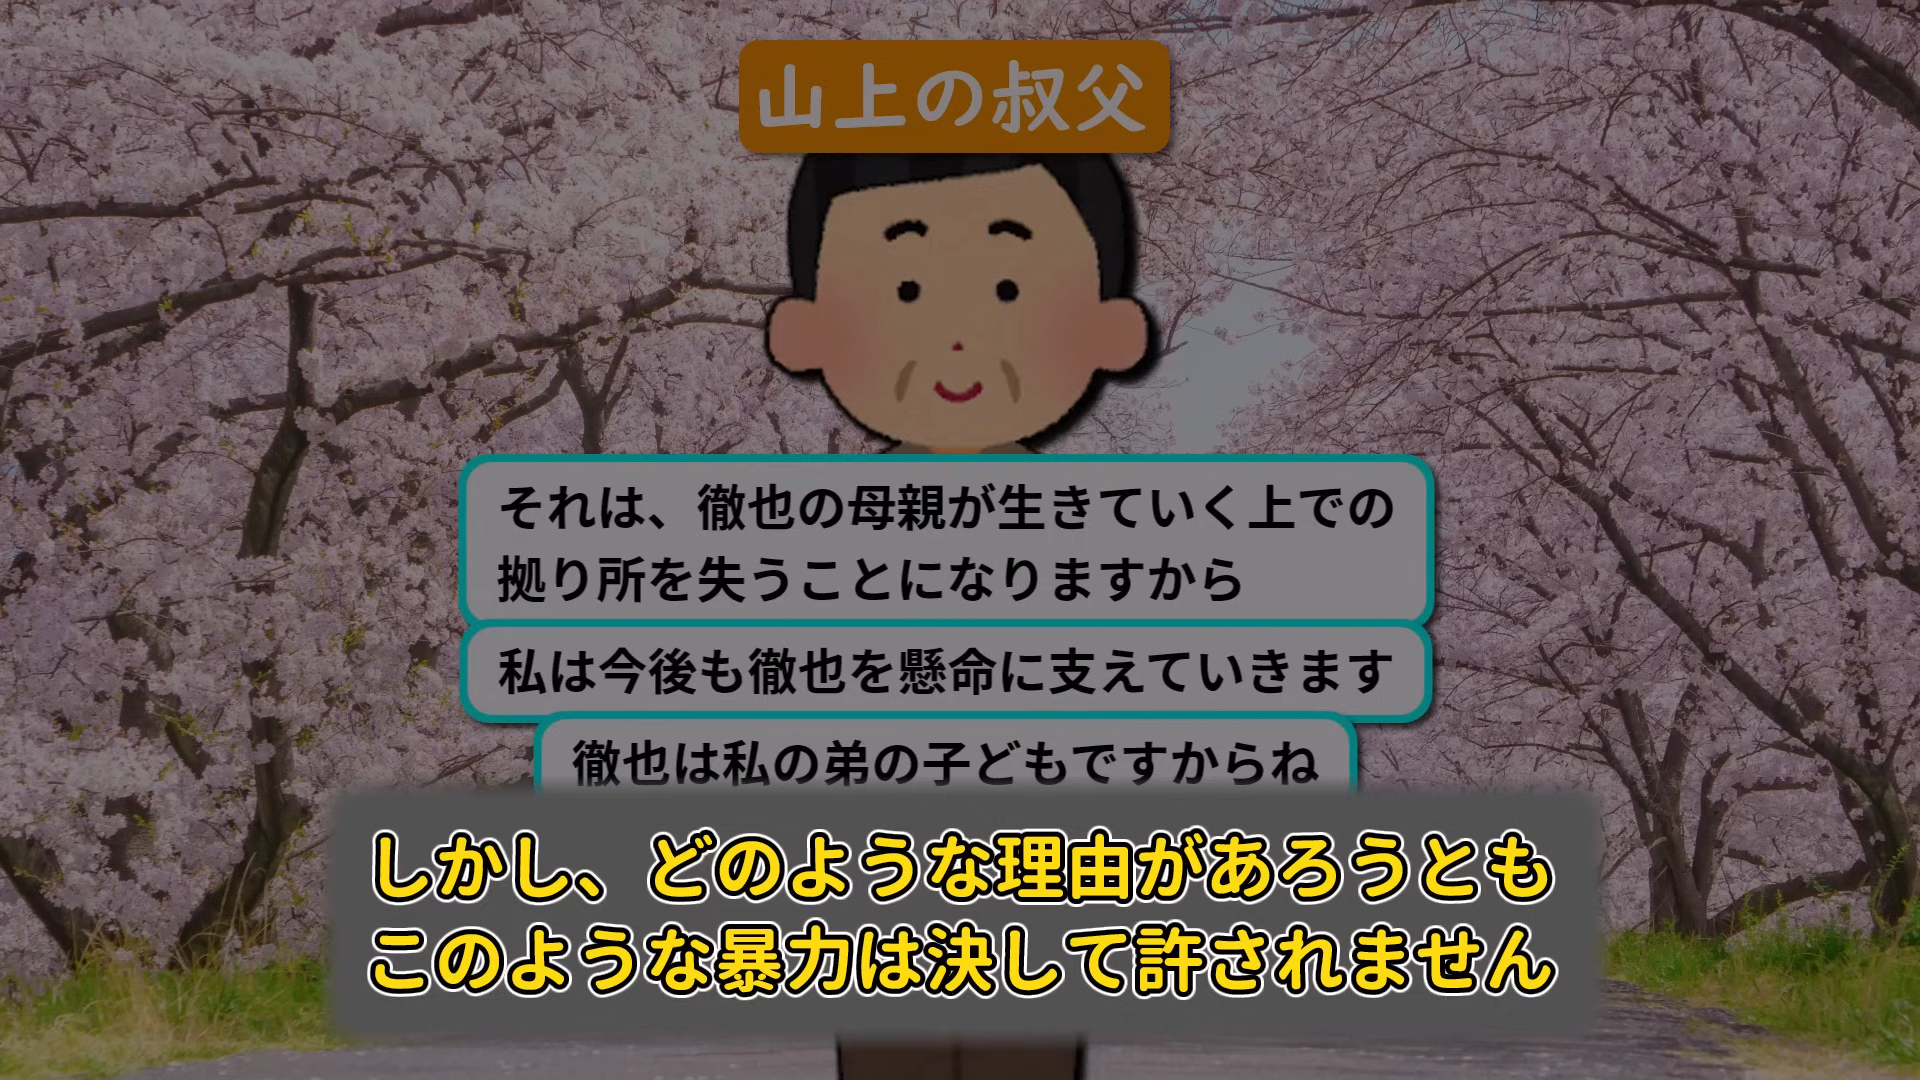 山上の叔父
それは、徹也の母親が生きていく上での
拠り所を失うことになりますから
私は今後も徹也を懸命に支えていきます
徹也は私の弟の子どもですからね
しかし、どのような理由があろうとも
このような暴力は決して許されません